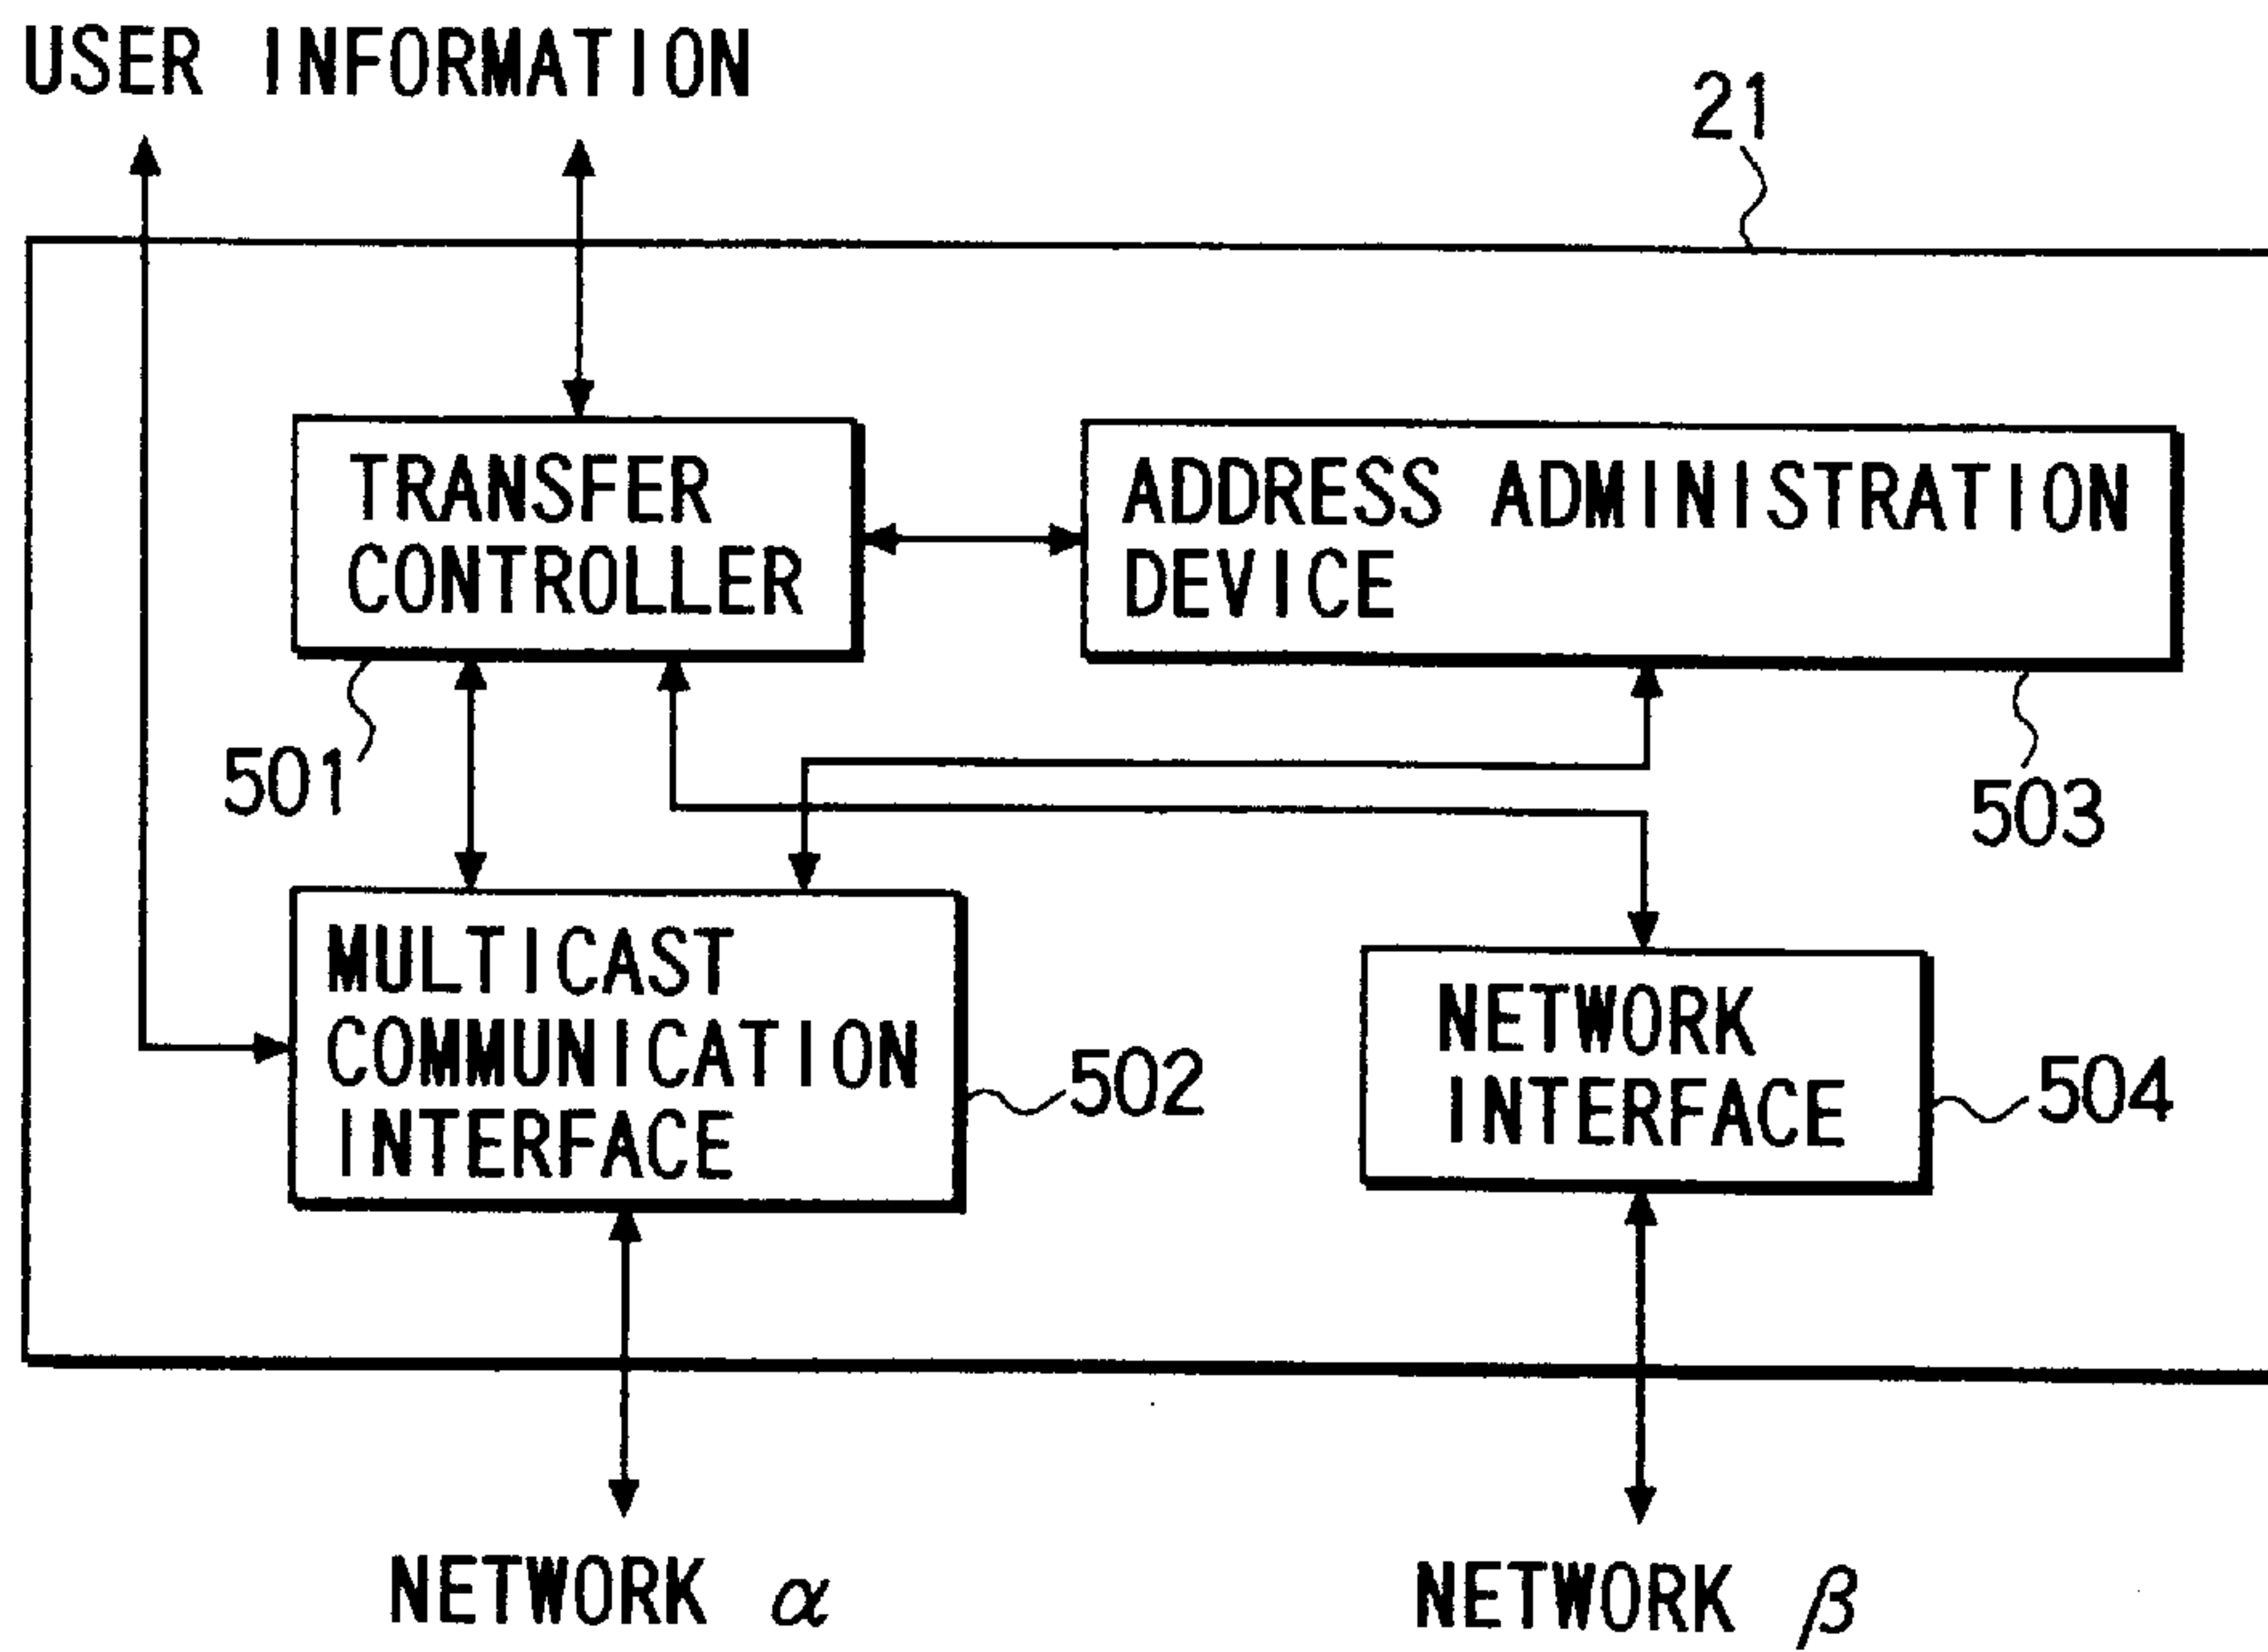 USER INFORMATION
21
TRANSFER
CONTROLLER
ADDRESS ADMINISTRATION
DEVICE
501
503
MULTICAST
COMMUNICATION
INTERFACE
502
NETWORK
INTERFACE
504
NETWORK α
NETWORK β